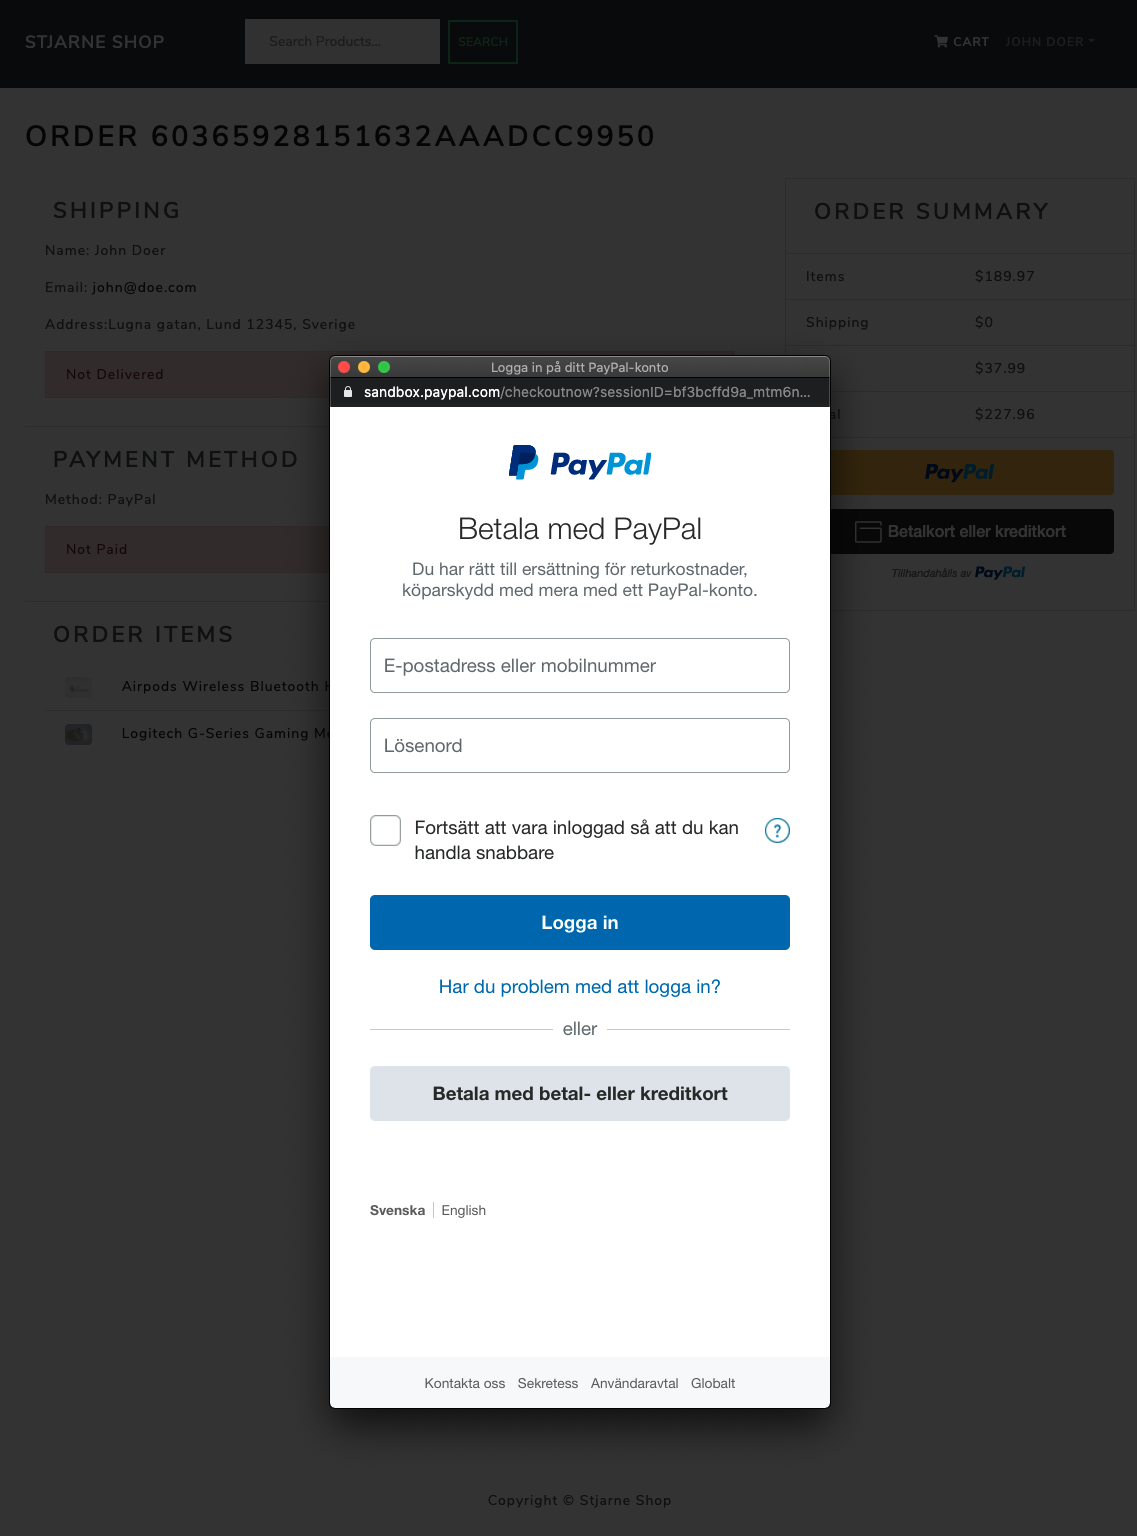 STJARNE SHOP
Search Products...
SEARCH
CART
JOHN DOER
ORDER 60365928151632AAADCC9950
SHIPPING
Name: John Doer
Email: john@doe.com
Address:Lugna gatan, Lund 12345, Sverige
Not Delivered
PAYMENT METHOD
Method: PayPal
Not Paid
ORDER ITEMS
Airpods Wireless Bluetooth
Logitech G-Series Gaming
ORDER SUMMARY
Items $189.97
Shipping $0
$37.99
$227.96
PayPal
Betalkort eller kreditkort
Tillhandahålls av PayPal
Logga in på ditt PayPal-konto
sandbox.paypal.com/checkoutnow?sessionID=bf3bcffd9a_mtm6n...
PayPal
Betala med PayPal
Du har rätt till ersättning för returkostnader,
köparskydd med mera med ett PayPal-konto.
E-postadress eller mobilnummer
Lösenord
Fortsätt att vara inloggad så att du kan
handla snabbare
?
Logga in
Har du problem med att logga in?
eller
Betala med betal- eller kreditkort
Svenska | English
Kontakta oss Sekretess Användaravtal Globalt
Copyright © Stjarne Shop